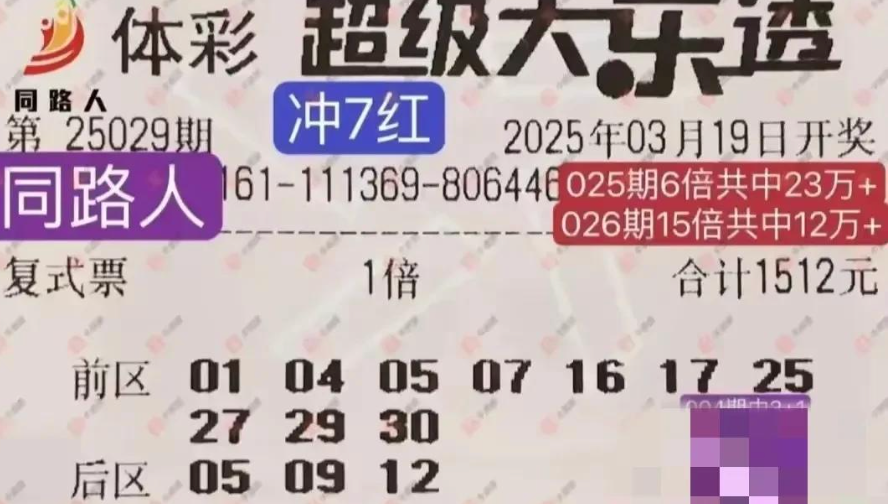 体彩 超级大乐透
同路人
冲7红
第 25029期 2025年03月19日开奖
同路人 161-111369-806446
025期6倍共中23万+
026期15倍共中12万+
复式票 1倍 合计1512元
前区 01 04 05 07 16 17 25
27 29 30
后区 05 09 12